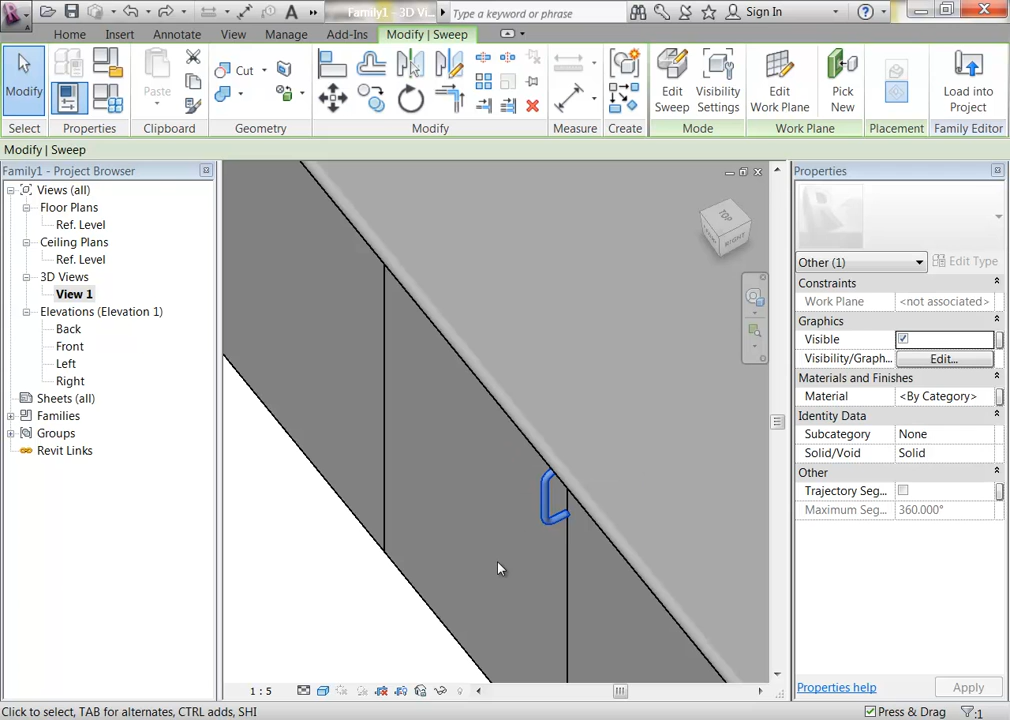 Family1 - 3D Vi...
Type a keyword or phrase
Sign In
Home Insert Annotate View Manage Add-Ins Modify | Sweep
Modify
Paste
Cut
Edit Sweep
Visibility Settings
Edit Work Plane
Pick New
Load into Project
Select Properties Clipboard Geometry Modify Measure Create Mode Work Plane Placement Family Editor
Modify | Sweep
Family1 - Project Browser
Views (all)
Floor Plans
Ref. Level
Ceiling Plans
Ref. Level
3D Views
View 1
Elevations (Elevation 1)
Back
Front
Left
Right
Sheets (all)
Families
Groups
Revit Links
TOP
RIGHT
1 : 5
Properties
Other (1)
Edit Type
Constraints
Work Plane <not associated>
Graphics
Visible
Visibility/Graph... Edit...
Materials and Finishes
Material <By Category>
Identity Data
Subcategory None
Solid/Void Solid
Other
Trajectory Seg...
Maximum Seg... 360.000°
Properties help
Apply
Click to select, TAB for alternates, CTRL adds, SHI
Press & Drag
:1